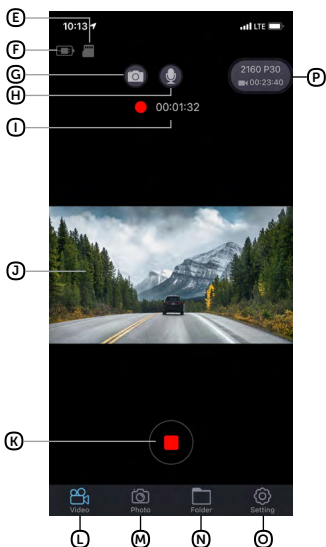 E
10:13 LTE
F
G
2160 P30
P
00:23:40
H
00:01:32
I
J
K
Video Photo Folder Setting
L M N O